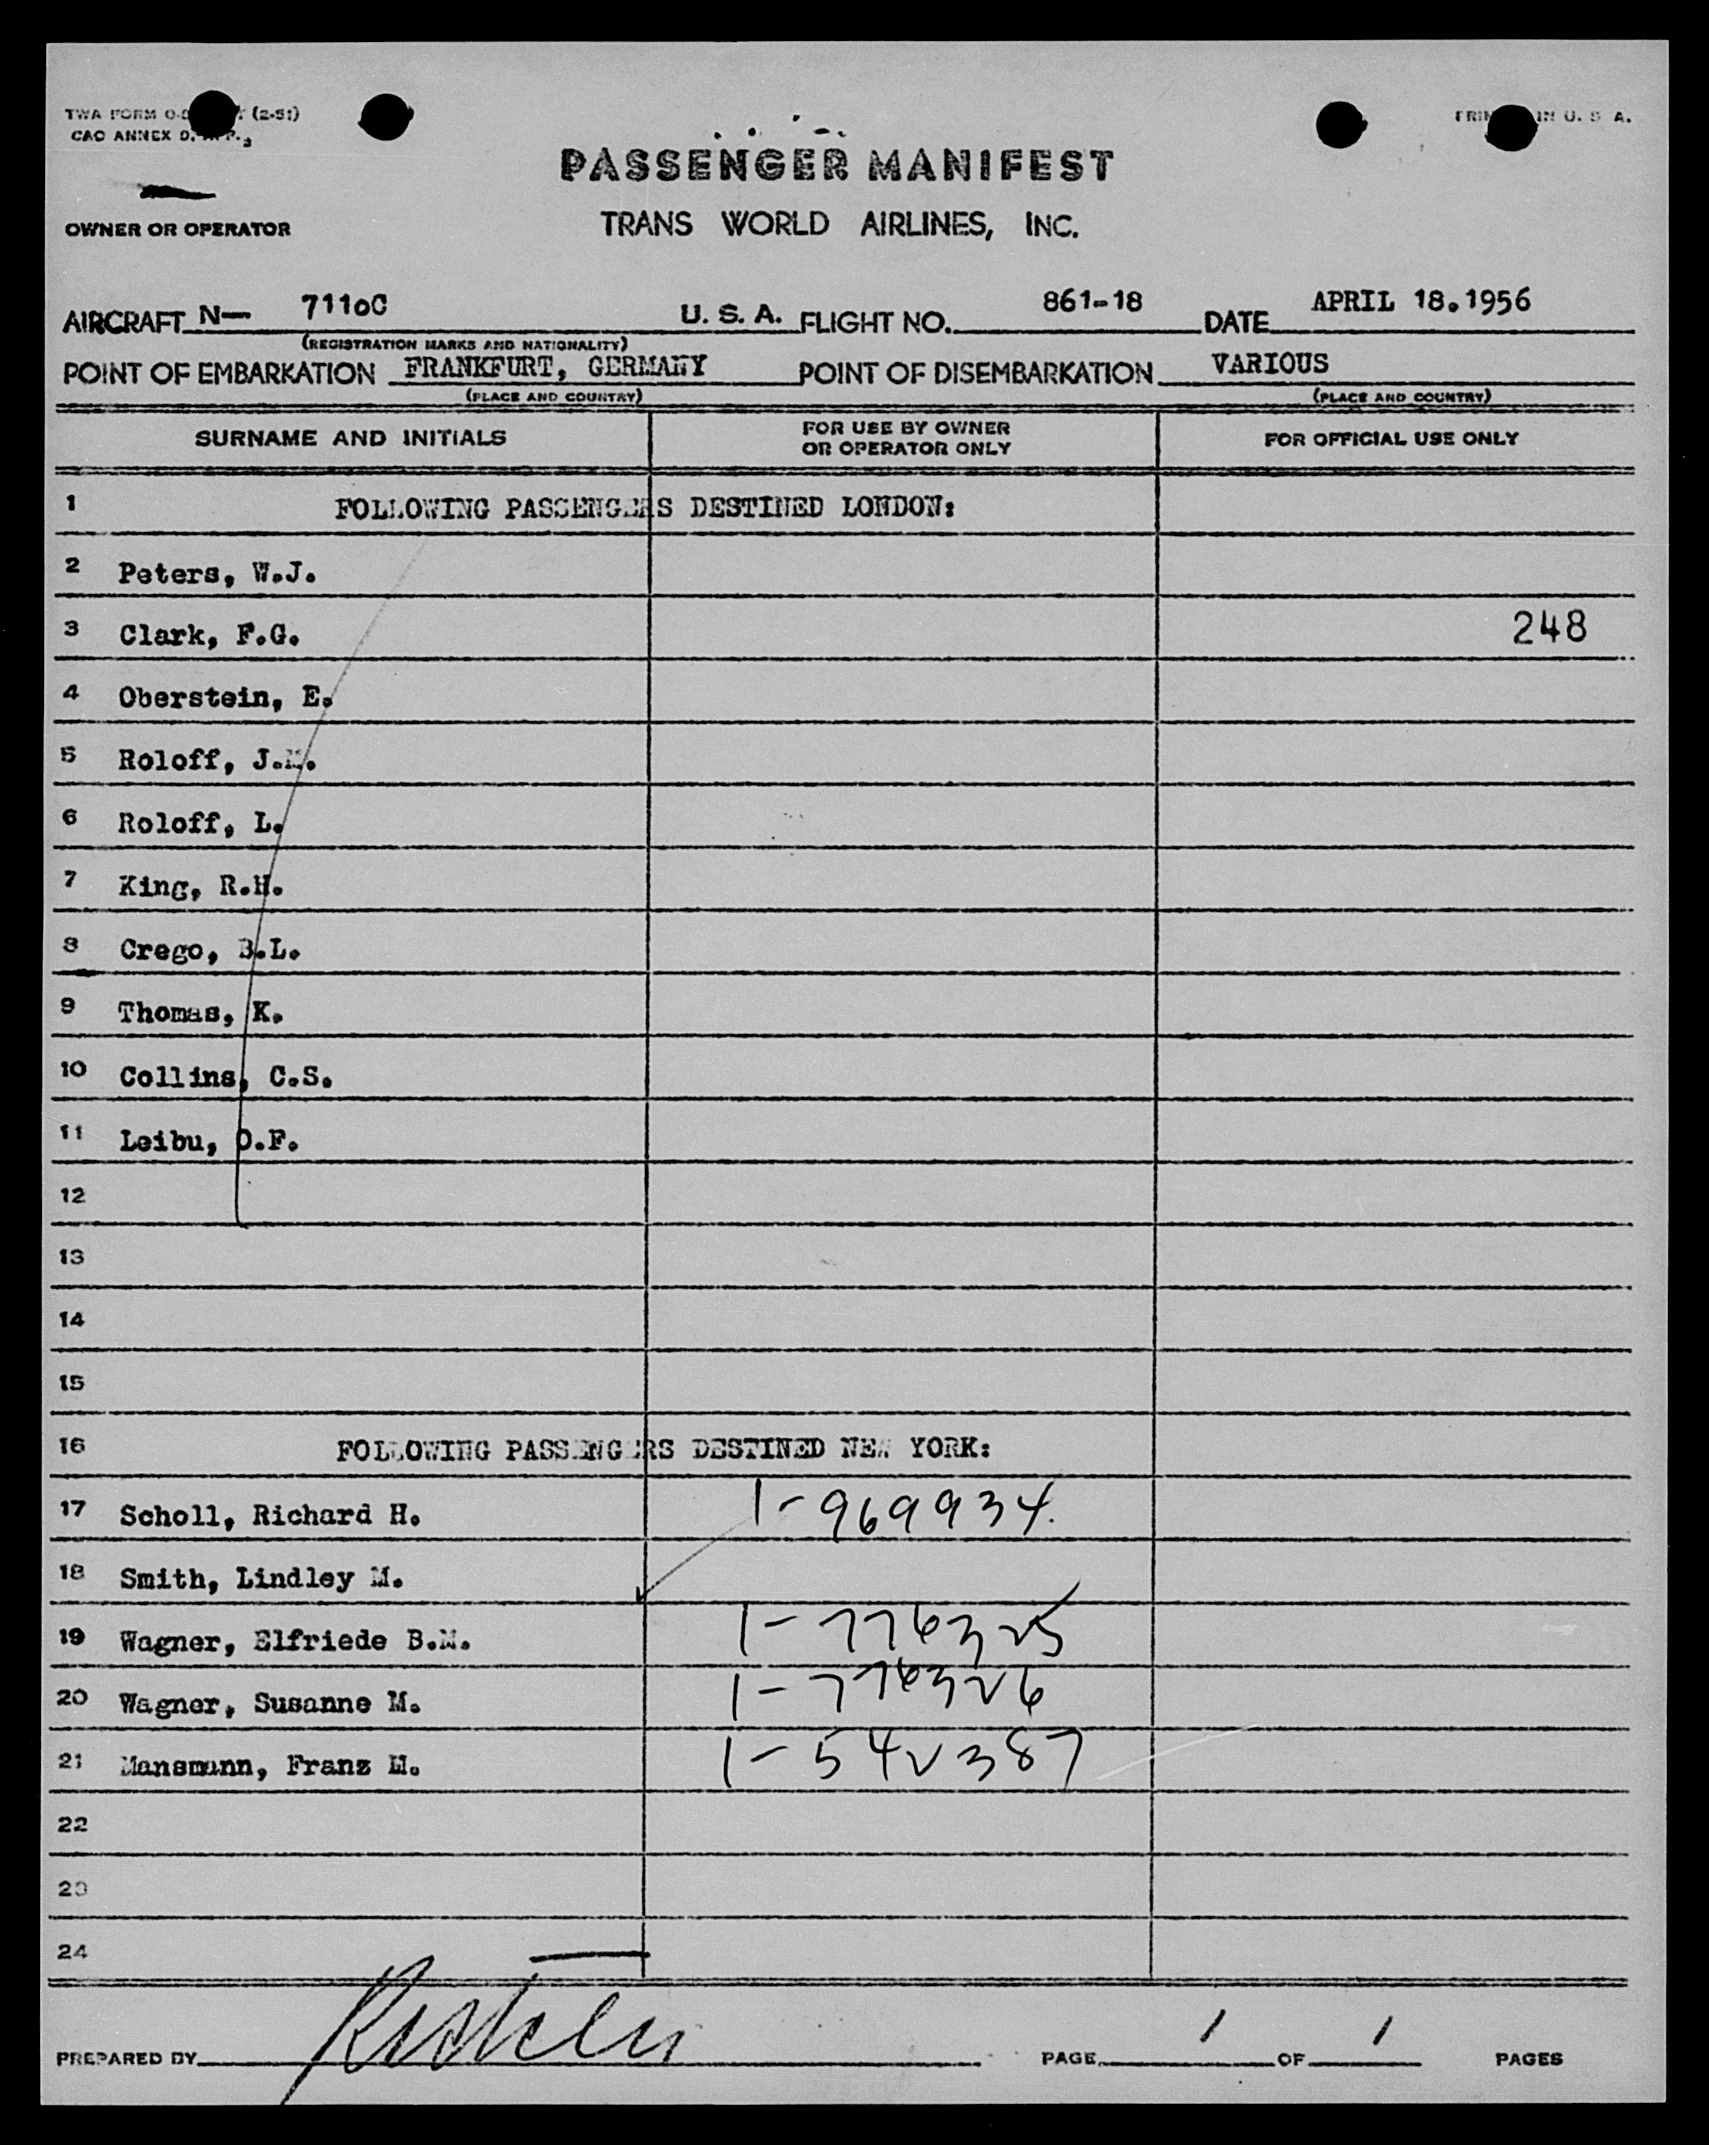 TWA FORM (2-51)
PRINTED IN U. S. A.
CAO ANNEX
PASSENGER MANIFEST
OWNER OR OPERATOR
TRANS WORLD AIRLINES, INC.
AIRCRAFT N— 7110C U. S. A. FLIGHT NO. 861-18 DATE APRIL 18.1956
(REGISTRATION MARKS AND NATIONALITY)
POINT OF EMBARKATION FRANKFURT, GERMANY POINT OF DISEMBARKATION VARIOUS
(PLACE AND COUNTRY) (PLACE AND COUNTRY)
SURNAME AND INITIALS FOR USE BY OWNER OR OPERATOR ONLY FOR OFFICIAL USE ONLY
1 FOLLOWING PASSENGERS DESTINED LONDON:
2 Peters, W.J.
3 Clark, F.G. 248
4 Oberstein, E.
5 Roloff, J.M.
6 Roloff, L.
7 King, R.H.
8 Crego, B.L.
9 Thomas, K.
10 Collins, C.S.
11 Leibu, O.F.
12
13
14
15
16 FOLLOWING PASSENGERS DESTINED NEW YORK:
17 Scholl, Richard H. 1-969934.
18 Smith, Lindley M.
19 Wagner, Elfriede B.M. 1-776325
20 Wagner, Susanne M. 1-776326
21 Mansmann, Franz H. 1-542387
22
23
24
PREPARED BY PAGE 1 OF 1 PAGES